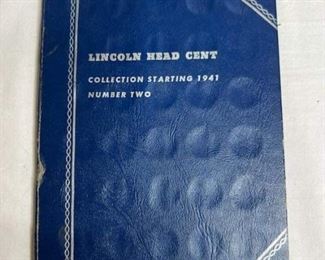 LINCOLN HEAD CENT
COLLECTION STARTING 1941
NUMBER TWO